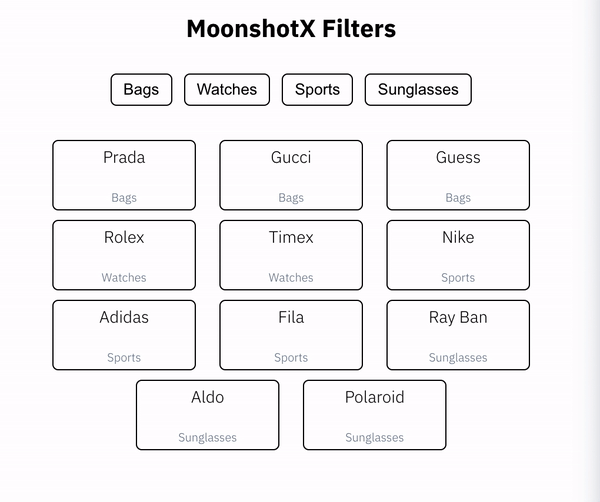 MoonshotX Filters
Bags Watches Sports Sunglasses
Prada Gucci Guess
Bags Bags Bags
Rolex Timex Nike
Watches Watches Sports
Adidas Fila Ray Ban
Sports Sports Sunglasses
Aldo Polaroid
Sunglasses Sunglasses